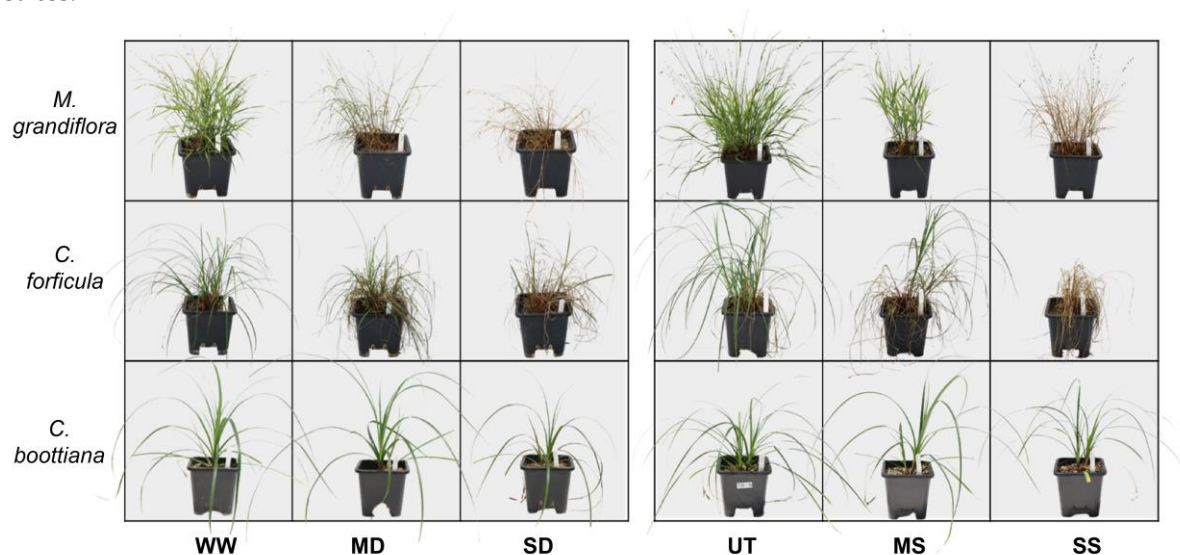 M.
grandiflora
C.
forficula
C.
boottiana
WW MD SD UT MS SS